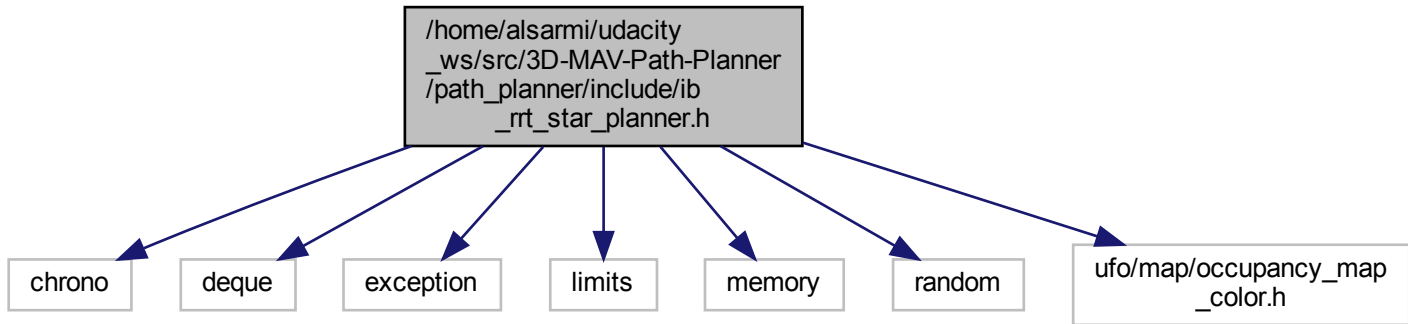 /home/alsarmi/udacity
_ws/src/3D-MAV-Path-Planner
/path_planner/include/ib
_rrt_star_planner.h
chrono
deque
exception
limits
memory
random
ufo/map/occupancy_map
_color.h